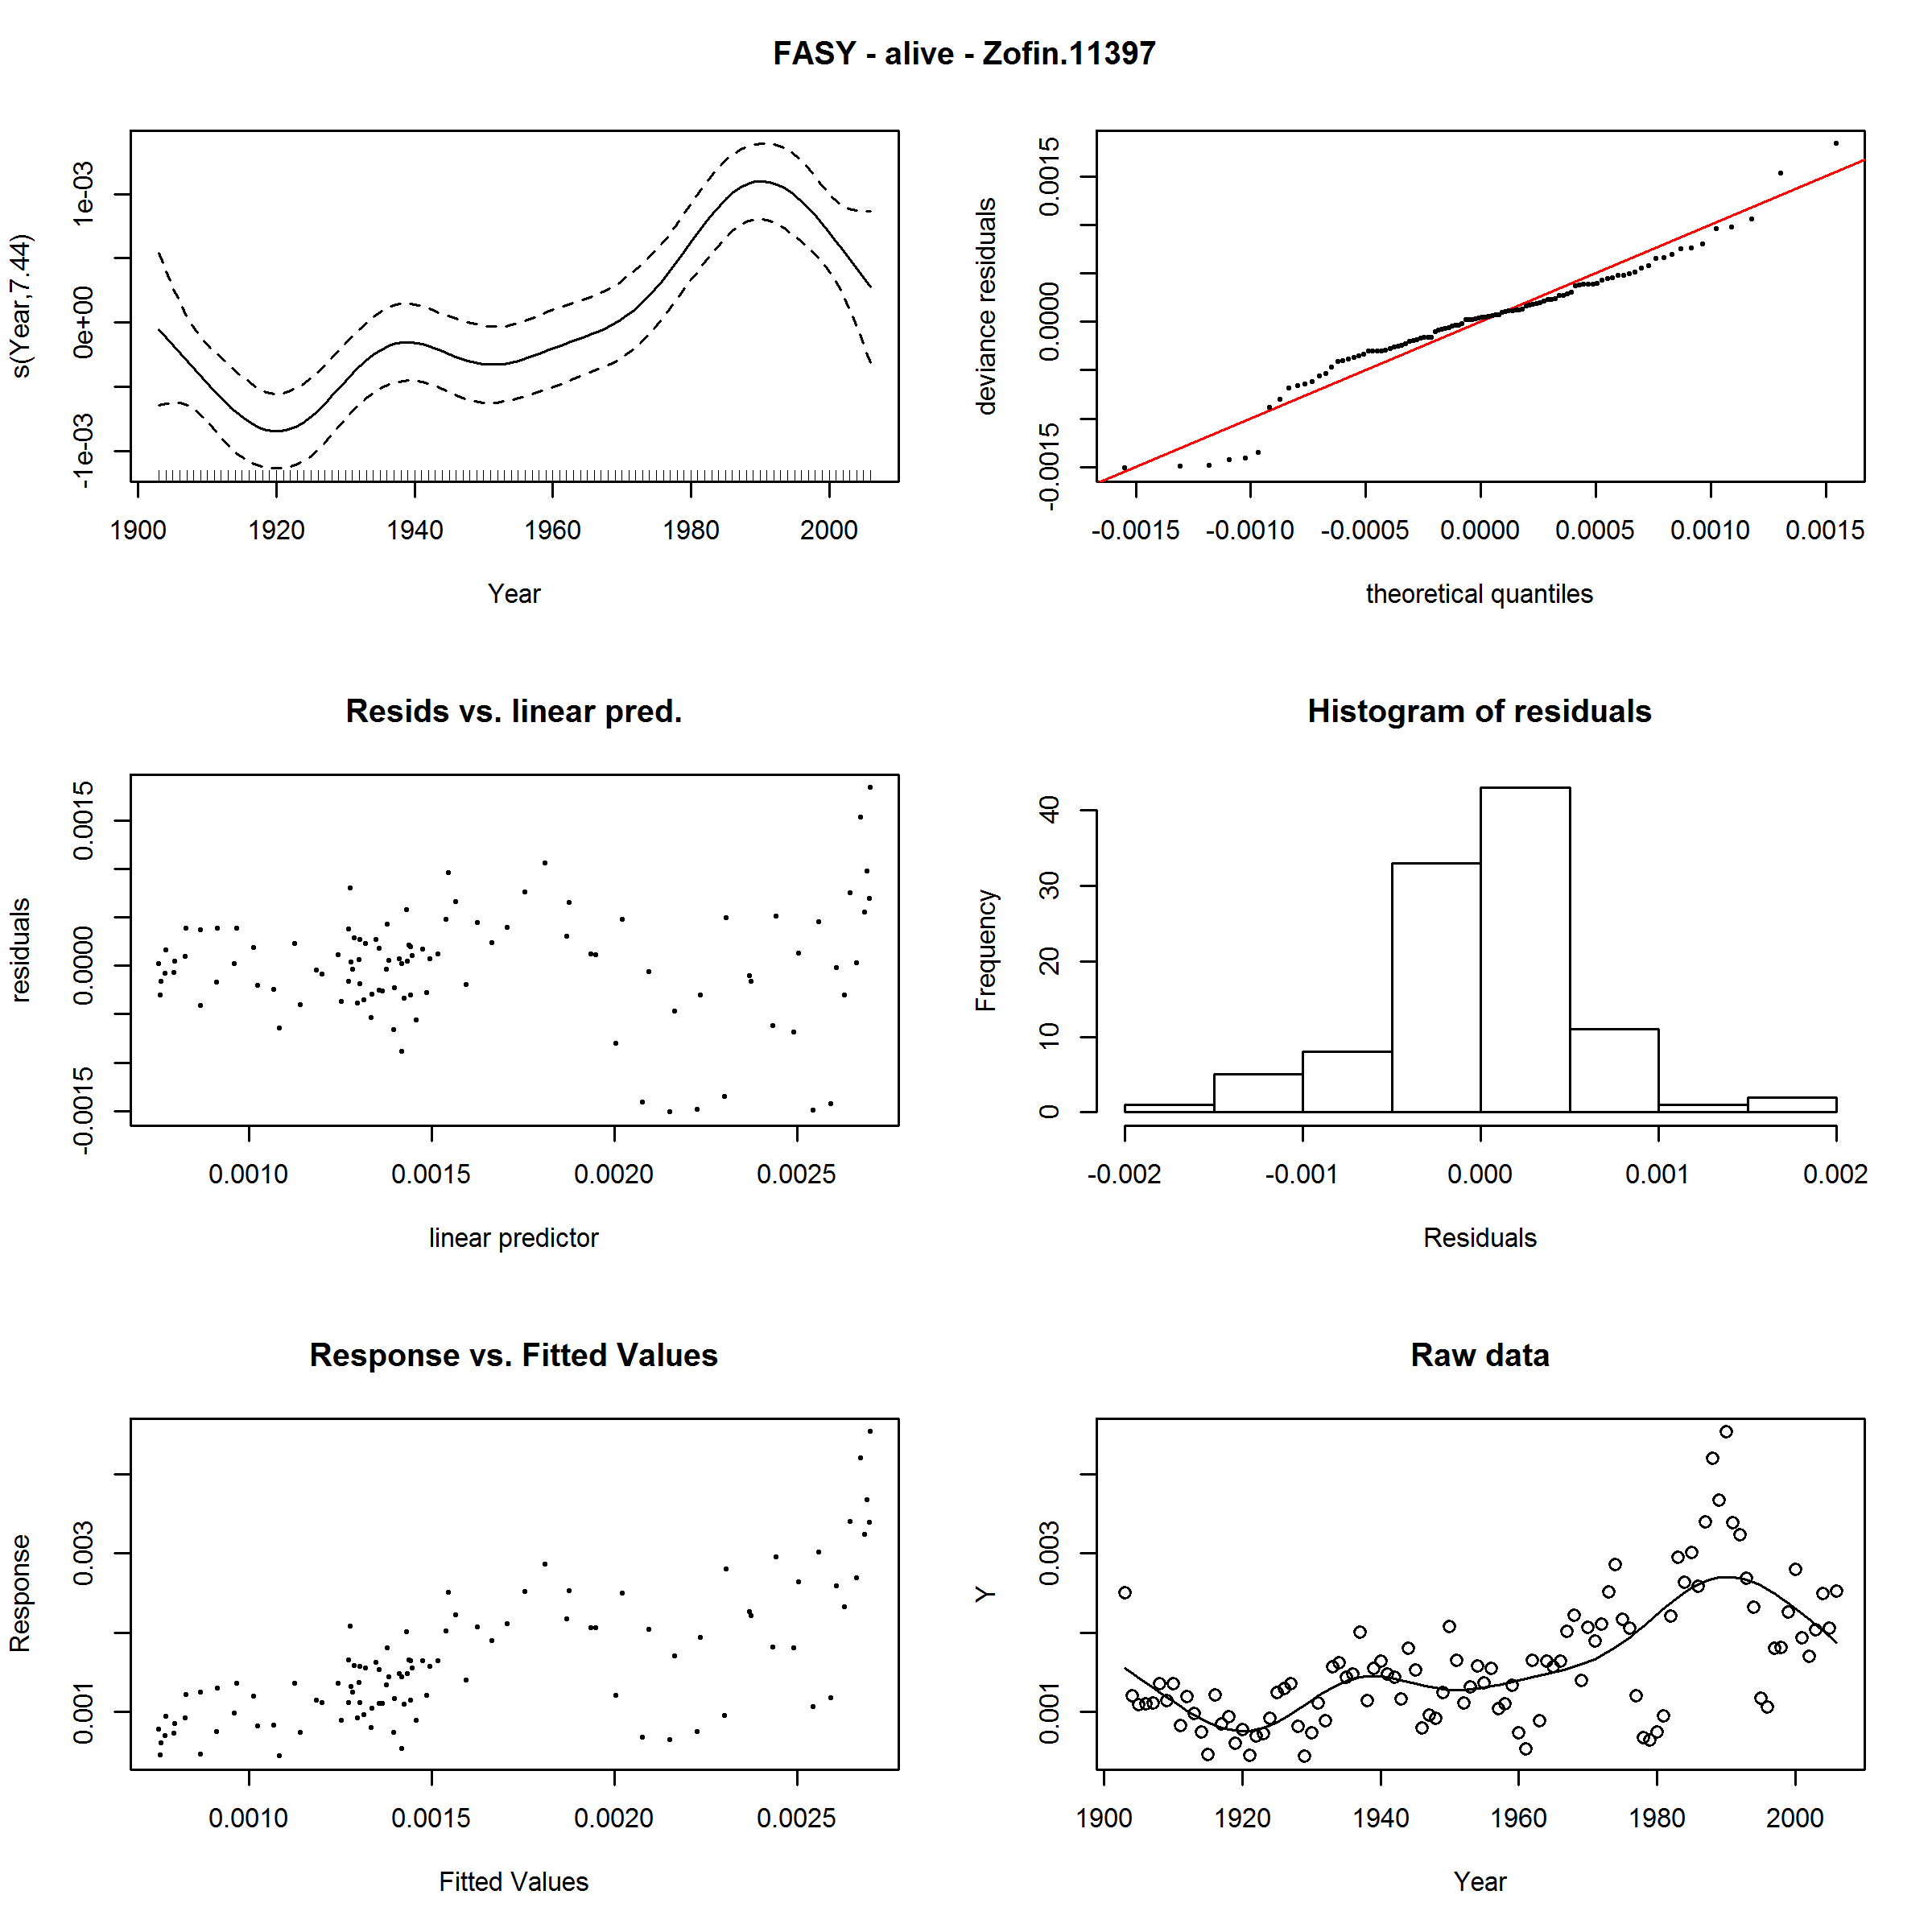 FASY - alive - Zofin.11397
s(Year,7.44)
-1e-03 0e+00 1e-03
1900 1920 1940 1960 1980 2000
Year
deviance residuals
-0.0015 0.0000 0.0015
-0.0015 -0.0010 -0.0005 0.0000 0.0005 0.0010 0.0015
theoretical quantiles
Resids vs. linear pred.
residuals
-0.0015 0.0000 0.0015
0.0010 0.0015 0.0020 0.0025
linear predictor
Histogram of residuals
Frequency
0 10 20 30 40
-0.002 -0.001 0.000 0.001 0.002
Residuals
Response vs. Fitted Values
Response
0.001 0.003
0.0010 0.0015 0.0020 0.0025
Fitted Values
Raw data
Y
0.001 0.003
1900 1920 1940 1960 1980 2000
Year